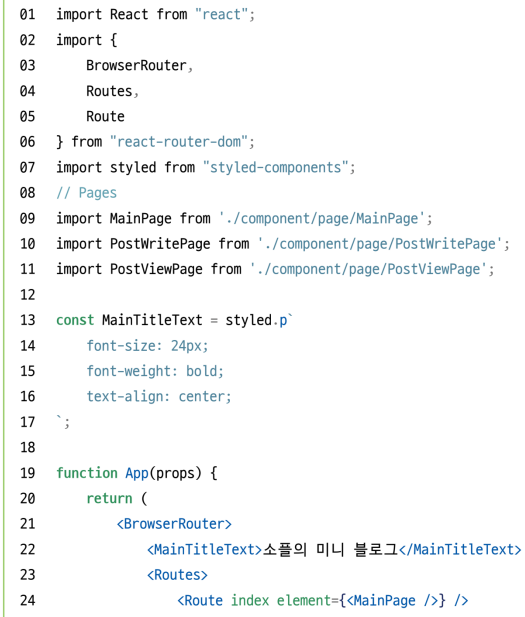 01 import React from "react";
02 import {
03     BrowserRouter,
04     Routes,
05     Route
06 } from "react-router-dom";
07 import styled from "styled-components";
08 // Pages
09 import MainPage from './component/page/MainPage';
10 import PostWritePage from './component/page/PostWritePage';
11 import PostViewPage from './component/page/PostViewPage';
12
13 const MainTitleText = styled.p`
14     font-size: 24px;
15     font-weight: bold;
16     text-align: center;
17 `;
18
19 function App(props) {
20     return (
21         <BrowserRouter>
22             <MainTitleText>소플의 미니 블로그</MainTitleText>
23             <Routes>
24                 <Route index element={<MainPage />} />